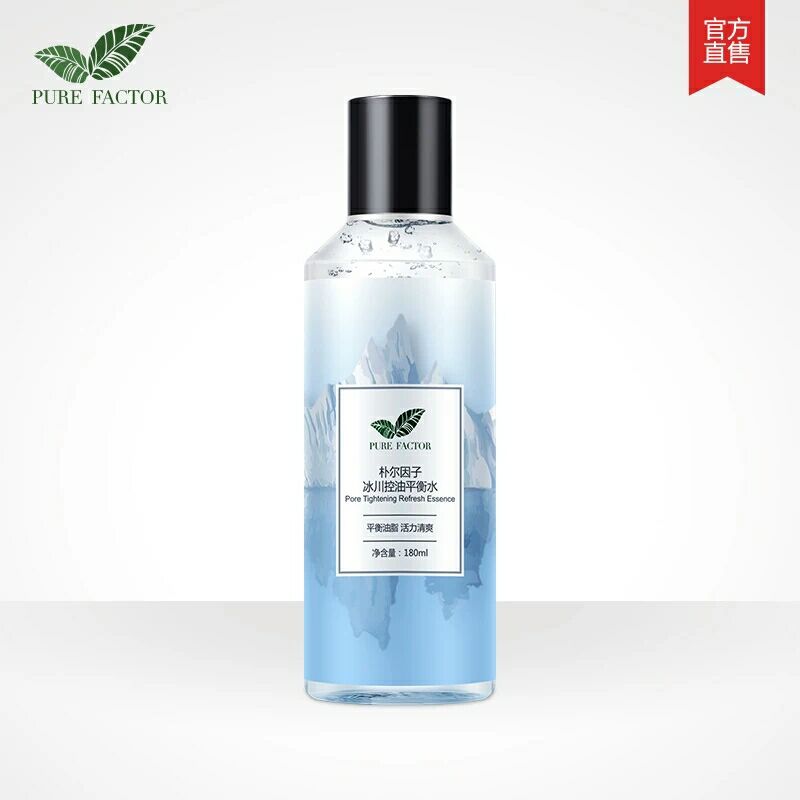 PURE FACTOR
官方
直售
PURE FACTOR
朴尔因子
冰川控油平衡水
Pore Tightening Refresh Essence
平衡油脂 活力清爽
净含量：180ml